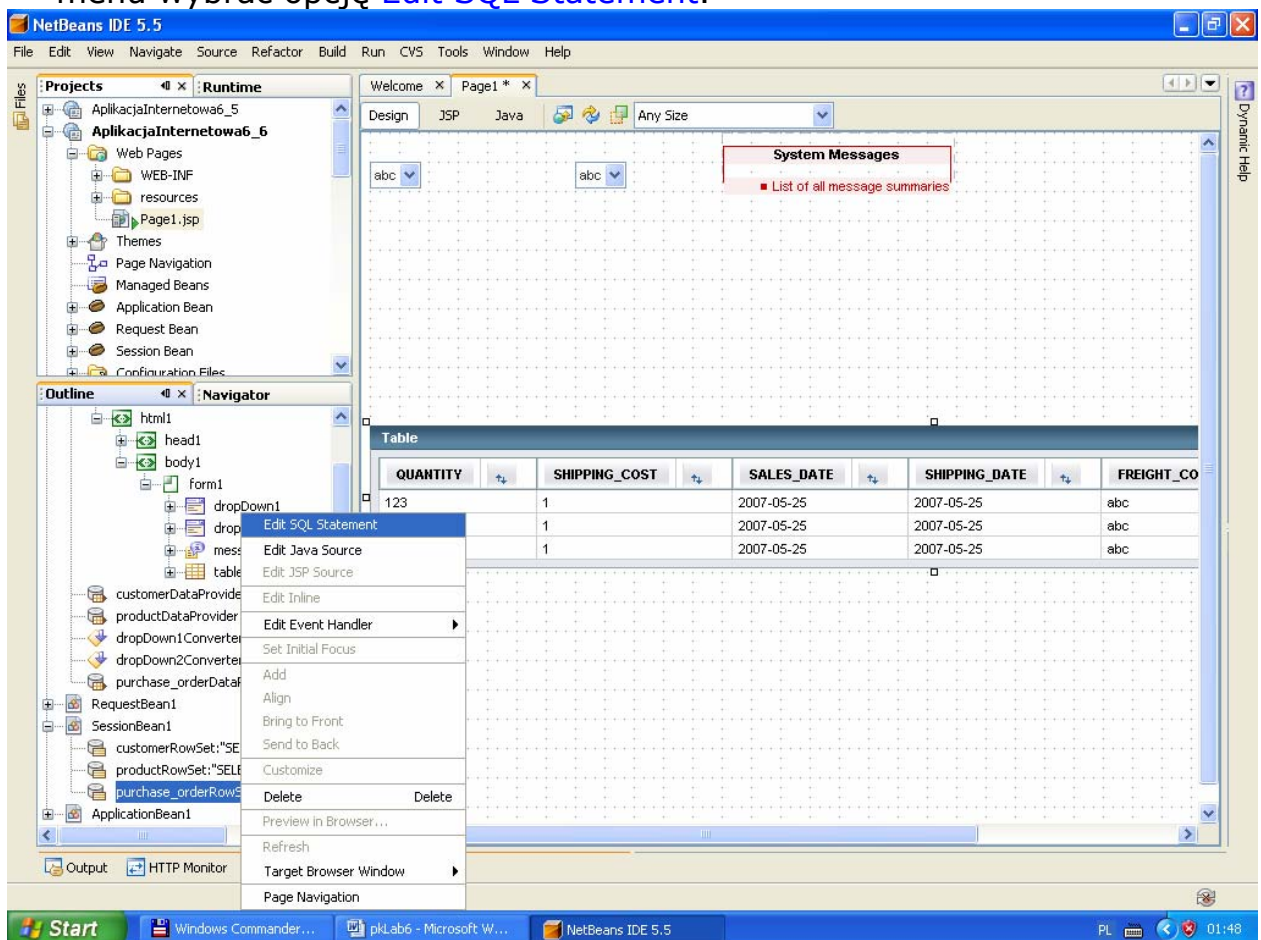 menu wybrać opcję Edit SQL Statement.
NetBeans IDE 5.5
File Edit View Navigate Source Refactor Build Run CVS Tools Window Help
Files
Projects Runtime
AplikacjaInternetowa6_5
AplikacjaInternetowa6_6
Web Pages
WEB-INF
resources
Page1.jsp
Themes
Page Navigation
Managed Beans
Application Bean
Request Bean
Session Bean
Configuration Files
Outline Navigator
html1
head1
body1
form1
dropDown1
drop
mess
table
customerDataProvide
productDataProvider
dropDown1Converter
dropDown2Converter
purchase_orderDataP
RequestBean1
SessionBean1
customerRowSet:"SE
productRowSet:"SELE
purchase_orderRowS
ApplicationBean1
Welcome Page1 *
Design JSP Java Any Size
abc abc
System Messages
List of all message summaries
Table
QUANTITY SHIPPING_COST SALES_DATE SHIPPING_DATE FREIGHT_CO
123 1 2007-05-25 2007-05-25 abc
1 2007-05-25 2007-05-25 abc
1 2007-05-25 2007-05-25 abc
Edit SQL Statement
Edit Java Source
Edit JSP Source
Edit Inline
Edit Event Handler
Set Initial Focus
Add
Align
Bring to Front
Send to Back
Customize
Delete Delete
Preview in Browser...
Refresh
Target Browser Window
Page Navigation
Dynamic Help
Output HTTP Monitor
Start Windows Commander... pkLab6 - Microsoft W... NetBeans IDE 5.5 PL 01:48